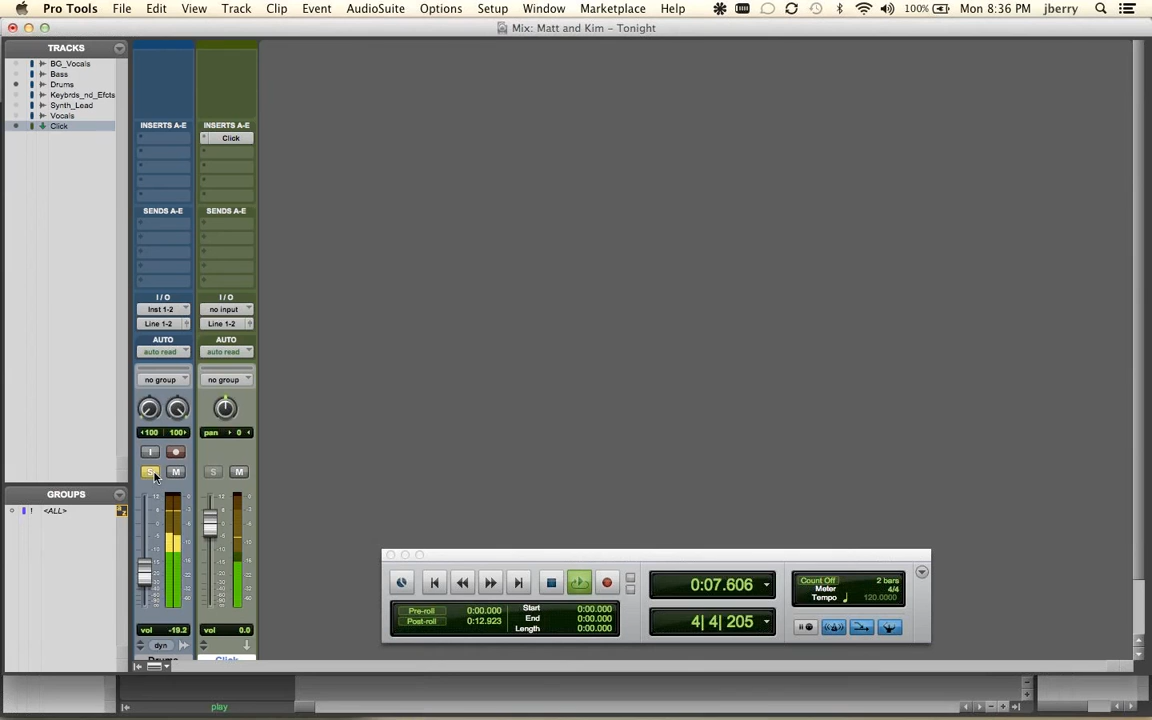 Pro Tools File Edit View Track Clip Event AudioSuite Options Setup Window Marketplace Help 100% Mon 8:36 PM jberry
Mix: Matt and Kim – Tonight
TRACKS
BG_Vocals
Bass
Drums
Keybrds_nd_Efcts
Synth_Lead
Vocals
Click
INSERTS A-E INSERTS A-E
Click
SENDS A-E SENDS A-E
I / O I / O
Inst 1-2 no input
Line 1-2 Line 1-2
AUTO AUTO
auto read auto read
no group no group
100 100 pan 0
I
S M S M
GROUPS
1 <ALL>
vol -19.2 vol 0.0
dyn
Drums Click
Pre-roll 0:00.000
Post-roll 0:12.923
Start 0:00.000
End 0:00.000
Length 0:00.000
0:07.606
4| 4| 205
Count Off 2 bars
Meter 4/4
Tempo 120.0000
play